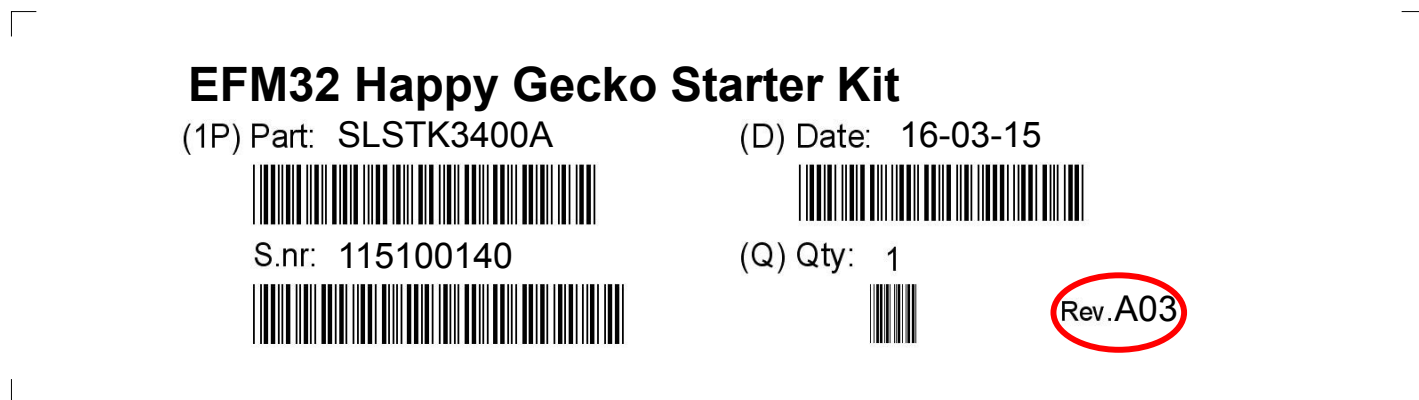 EFM32 Happy Gecko Starter Kit
(1P) Part: SLSTK3400A
(D) Date: 16-03-15
S.nr: 115100140
(Q) Qty: 1
Rev.A03